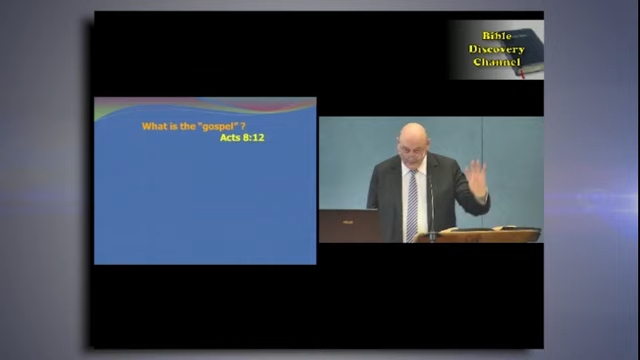 Bible
Discovery
Channel
What is the "gospel" ?
Acts 8:12